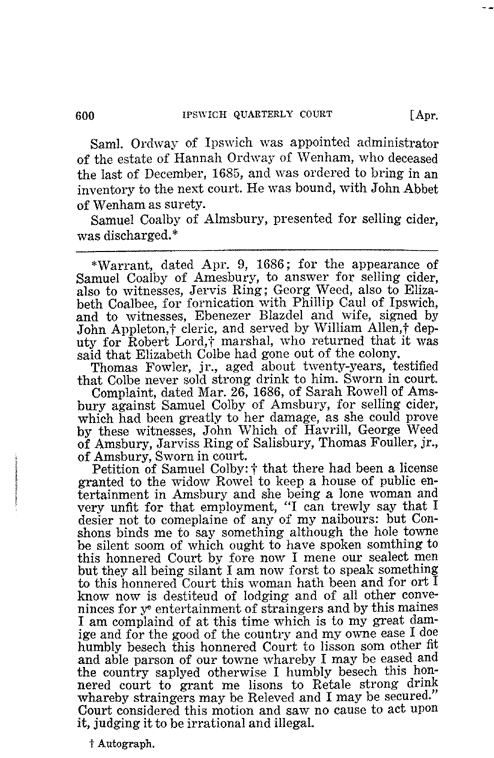 600 IPSWICH QUARTERLY COURT [Apr.
Saml. Ordway of Ipswich was appointed administrator
of the estate of Hannah Ordway of Wenham, who deceased
the last of December, 1685, and was ordered to bring in an
inventory to the next court. He was bound, with John Abbet
of Wenham as surety.
Samuel Coalby of Almsbury, presented for selling cider,
was discharged.*
*Warrant, dated Apr. 9, 1686; for the appearance of
Samuel Coalby of Amesbury, to answer for selling cider,
also to witnesses, Jervis Ring; Georg Weed, also to Eliza-
beth Coalbee, for fornication with Phillip Caul of Ipswich,
and to witnesses, Ebenezer Blazdel and wife, signed by
John Appleton,† cleric, and served by William Allen,† dep-
uty for Robert Lord,† marshal, who returned that it was
said that Elizabeth Colbe had gone out of the colony.
Thomas Fowler, jr., aged about twenty-years, testified
that Colbe never sold strong drink to him. Sworn in court.
Complaint, dated Mar. 26, 1686, of Sarah Rowell of Ams-
bury against Samuel Colby of Amsbury, for selling cider,
which had been greatly to her damage, as she could prove
by these witnesses, John Which of Havrill, George Weed
of Amsbury, Jarviss Ring of Salisbury, Thomas Fouller, jr.,
of Amsbury, Sworn in court.
Petition of Samuel Colby:† that there had been a license
granted to the widow Rowel to keep a house of public en-
tertainment in Amsbury and she being a lone woman and
very unfit for that employment, "I can trewly say that I
desier not to comeplaine of any of my naibours: but Con-
shons binds me to say something although the hole towne
be silent soom of which ought to have spoken somthing to
this honnered Court by fore now I mene our sealect men
but they all being silant I am now forst to speak something
to this honnered Court this woman hath been and for ort I
know now is destiteud of lodging and of all other conve-
ninces for yᵉ entertainment of straingers and by this maines
I am complaind of at this time which is to my great dam-
ige and for the good of the country and my owne ease I doe
humbly besech this honnered Court to lisson som other fit
and able parson of our towne whareby I may be eased and
the country saplyed otherwise I humbly besech this hon-
nered court to grant me lisons to Retale strong drink
whareby straingers may be Releved and I may be secured."
Court considered this motion and saw no cause to act upon
it, judging it to be irrational and illegal.
† Autograph.